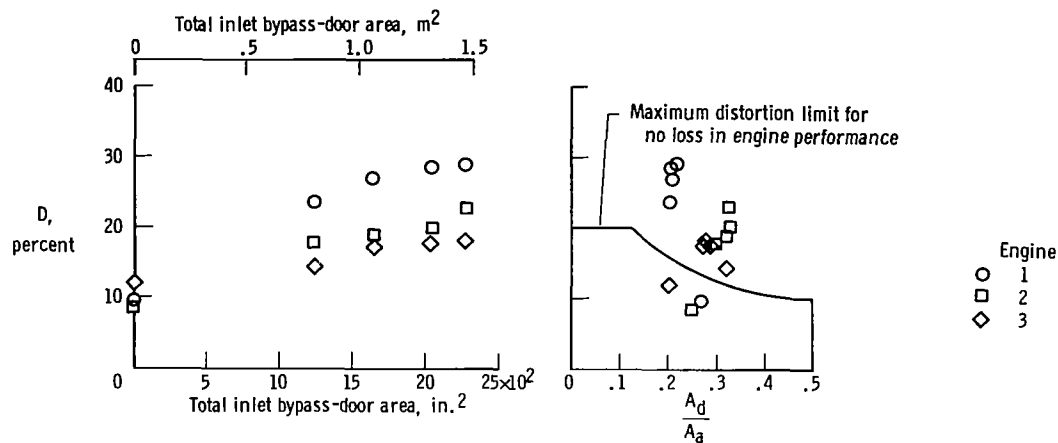 Total inlet bypass-door area, m2
0 .5 1.0 1.5
40
30
20
10
0
D,
percent
5 10 15 20 25×102
Total inlet bypass-door area, in.2
Maximum distortion limit for
no loss in engine performance
0 .1 .2 .3 .4 .5
Ad
Aa
Engine
1
2
3